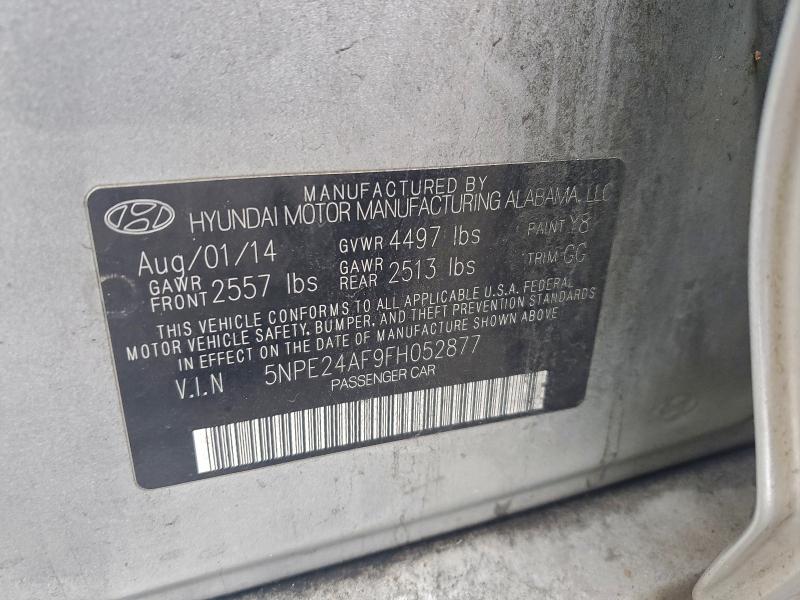 MANUFACTURED BY
HYUNDAI MOTOR MANUFACTURING ALABAMA, LLC
Aug/01/14 GVWR 4497 lbs PAINT Y8
GAWR FRONT 2557 lbs GAWR REAR 2513 lbs TRIM GG
THIS VEHICLE CONFORMS TO ALL APPLICABLE U.S.A. FEDERAL
MOTOR VEHICLE SAFETY, BUMPER, AND THEFT PREVENTION STANDARDS
IN EFFECT ON THE DATE OF MANUFACTURE SHOWN ABOVE
V.I.N 5NPE24AF9FH052877
PASSENGER CAR